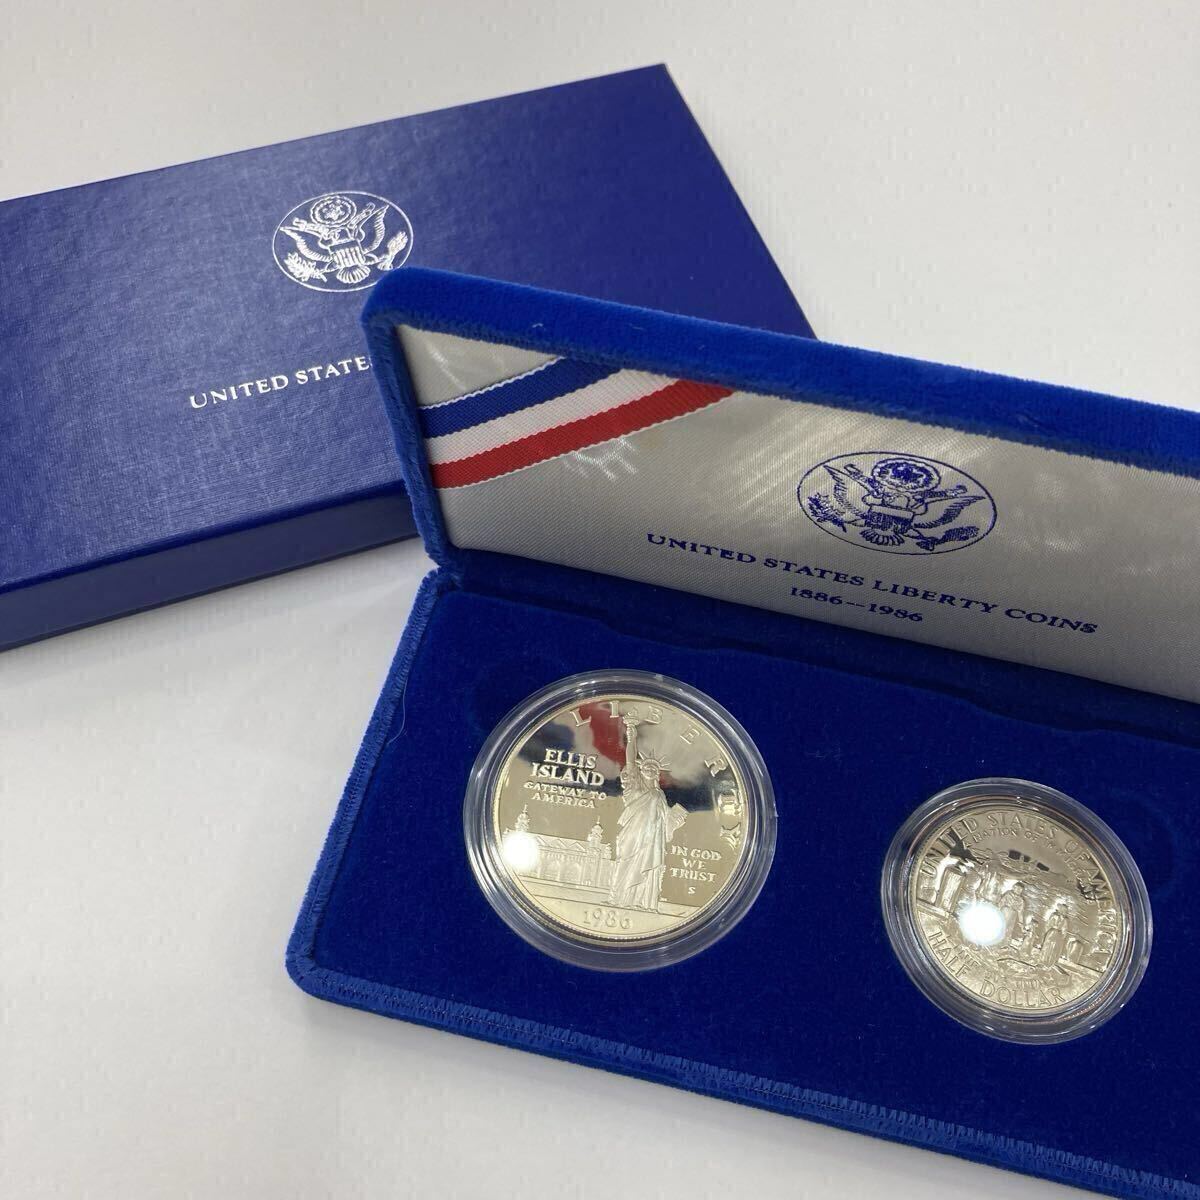 UNITED STATES
UNITED STATES LIBERTY COINS
1886--1986
LIBERTY
ELLIS
ISLAND
GATEWAY TO
AMERICA
IN GOD
WE
TRUST
S
1986
UNITED STATES OF AMERICA
HALF DOLLAR